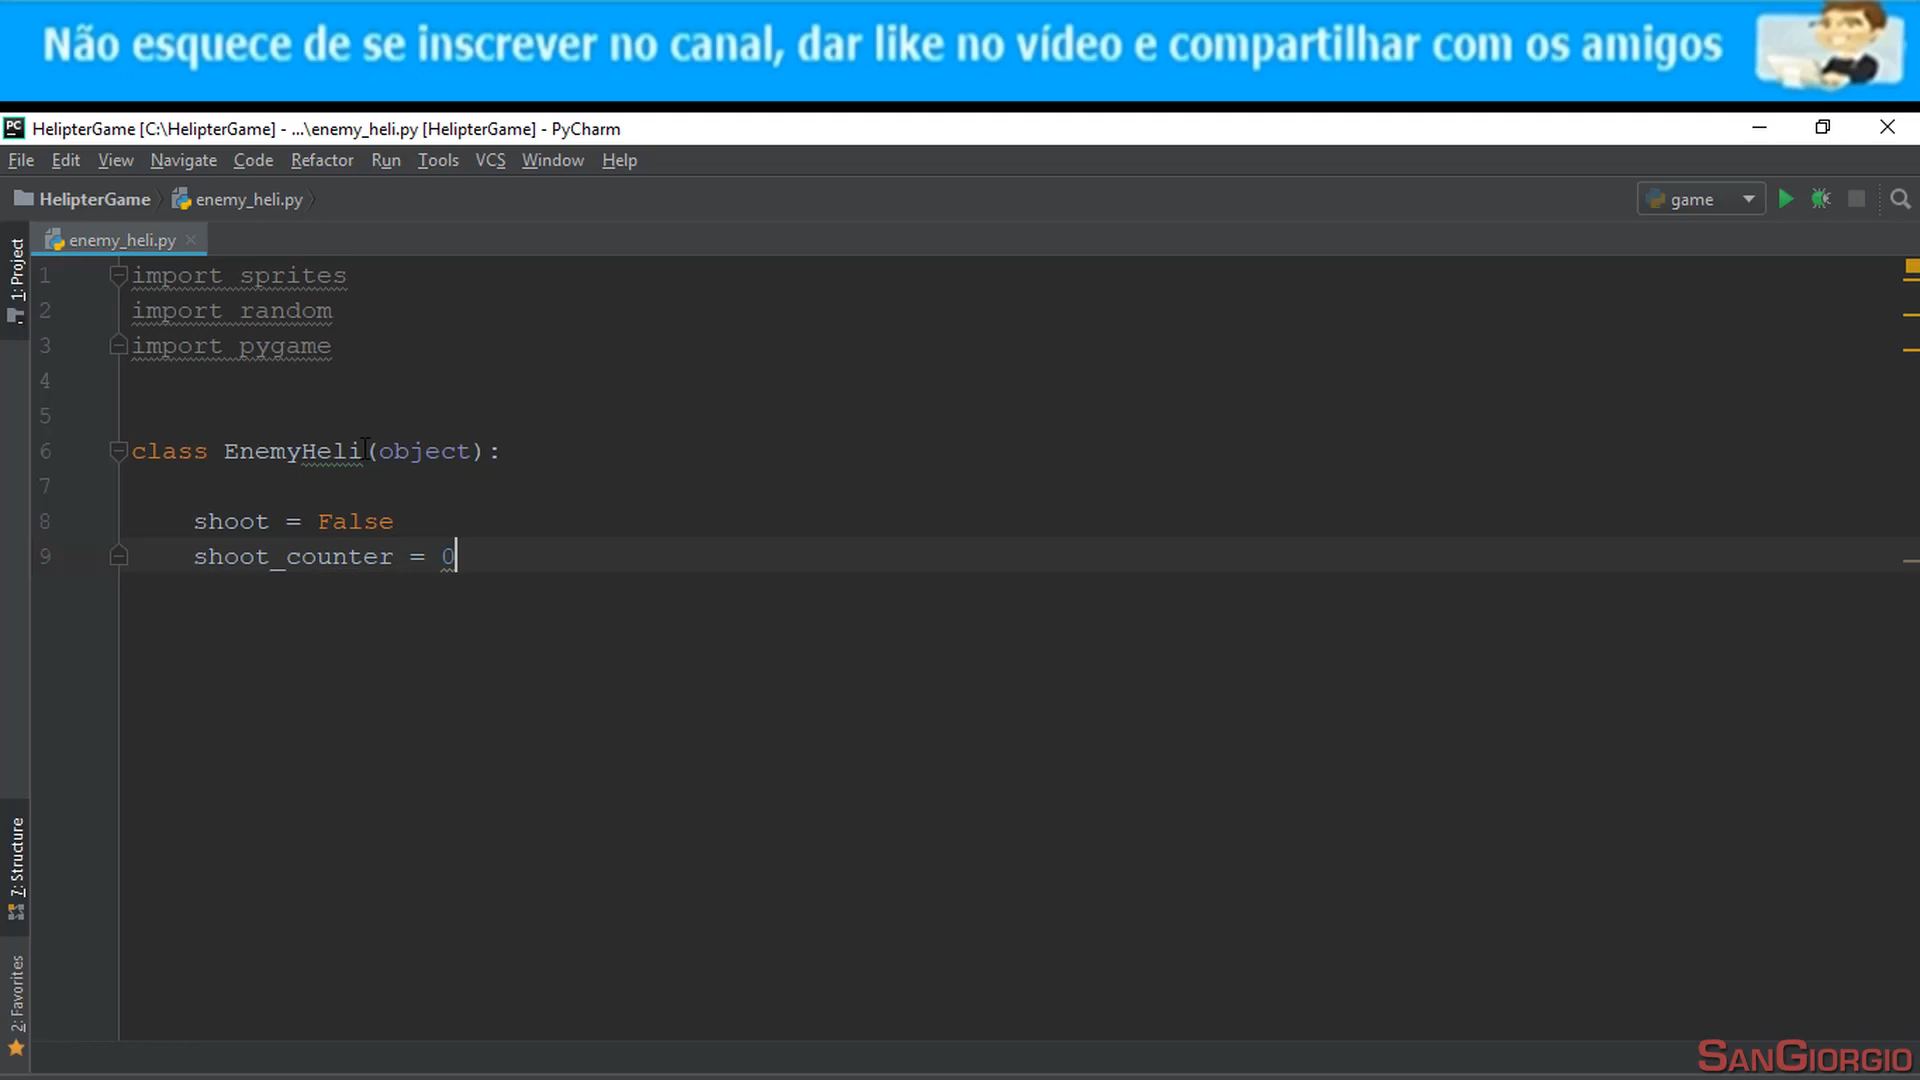 Não esquece de se inscrever no canal, dar like no vídeo e compartilhar com os amigos
PC HelipterGame [C:\HelipterGame] - ...\enemy_heli.py [HelipterGame] - PyCharm
File Edit View Navigate Code Refactor Run Tools VCS Window Help
HelipterGame enemy_heli.py game
enemy_heli.py
1: Project
1 import sprites
2 import random
3 import pygame
4
5
6 class EnemyHeli(object):
7
8 shoot = False
9 shoot_counter = 0
7: Structure
2: Favorites
SANGIORGIO